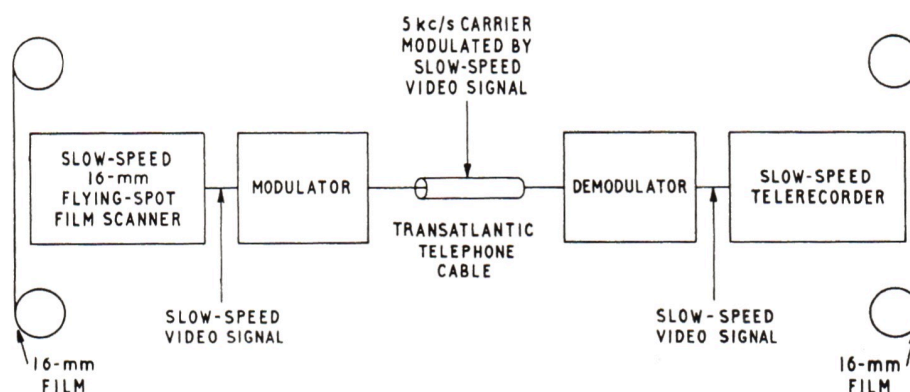 5 kc/s CARRIER
MODULATED BY
SLOW-SPEED
VIDEO SIGNAL
SLOW-SPEED
16-mm
FLYING-SPOT
FILM SCANNER
MODULATOR
TRANSATLANTIC
TELEPHONE
CABLE
DEMODULATOR
SLOW-SPEED
TELERECORDER
SLOW-SPEED
VIDEO SIGNAL
SLOW-SPEED
VIDEO SIGNAL
16-mm
FILM
16-mm
FILM